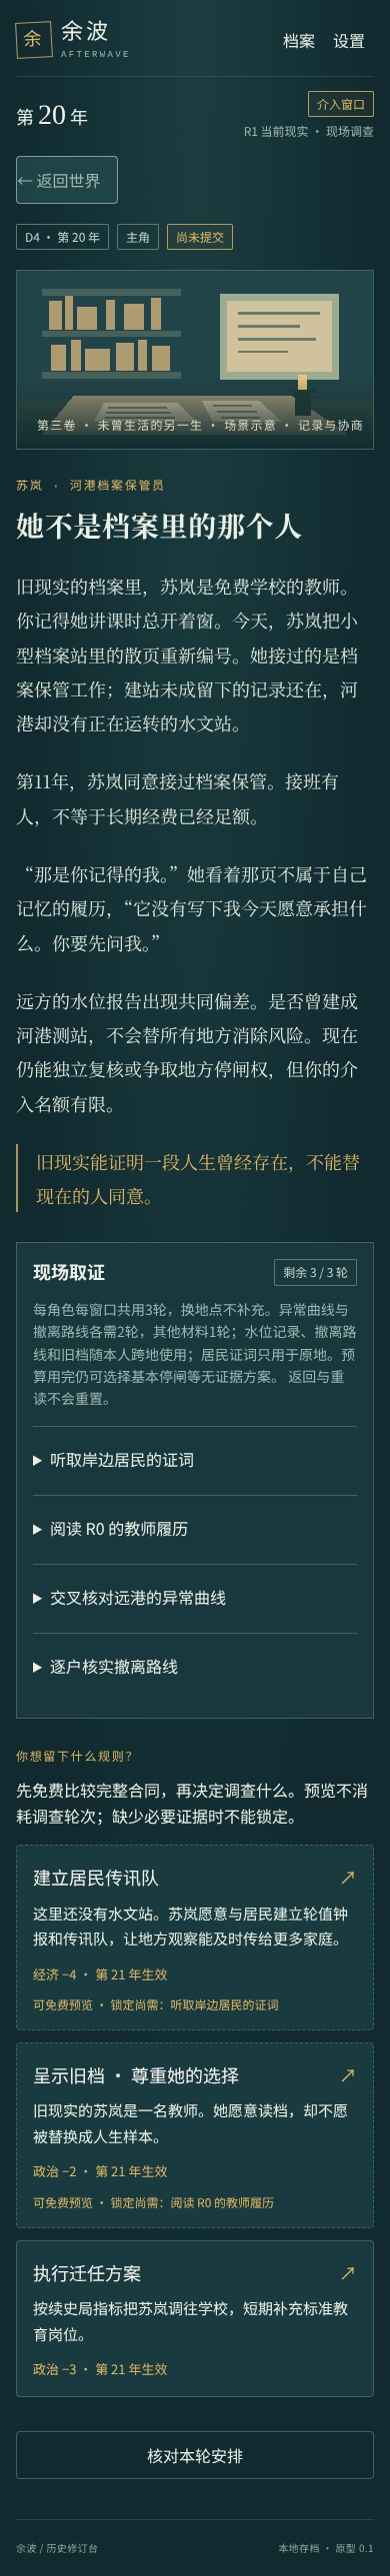 余
余波
AFTERWAVE
档案 设置
第 20 年
介入窗口
R1 当前现实 · 现场调查
← 返回世界
D4 · 第 20 年
主角
尚未提交
第三卷 · 未曾生活的另一生 · 场景示意 · 记录与协商
苏岚 · 河港档案保管员
她不是档案里的那个人
旧现实的档案里，苏岚是免费学校的教师。
你记得她讲课时总开着窗。今天，苏岚把小
型档案站里的散页重新编号。她接过的是档
案保管工作；建站未成留下的记录还在，河
港却没有正在运转的水文站。
第11年，苏岚同意接过档案保管。接班有
人，不等于长期经费已经足额。
“那是你记得的我。”她看着那页不属于自己
记忆的履历，“它没有写下我今天愿意承担什
么。你要先问我。”
远方的水位报告出现共同偏差。是否曾建成
河港测站，不会替所有地方消除风险。现在
仍能独立复核或争取地方停闸权，但你的介
入名额有限。
旧现实能证明一段人生曾经存在，不能替
现在的人同意。
现场取证
剩余 3 / 3 轮
每角色每窗口共用3轮，换地点不补充。异常曲线与
撤离路线各需2轮，其他材料1轮；水位记录、撤离路
线和旧档随本人跨地使用；居民证词只用于原地。预
算用完仍可选择基本停闸等无证据方案。 返回与重
读不会重置。
▶ 听取岸边居民的证词
▶ 阅读 R0 的教师履历
▶ 交叉核对远港的异常曲线
▶ 逐户核实撤离路线
你想留下什么规则？
先免费比较完整合同，再决定调查什么。预览不消
耗调查轮次；缺少必要证据时不能锁定。
建立居民传讯队 ↗
这里还没有水文站。苏岚愿意与居民建立轮值钟
报和传讯队，让地方观察能及时传给更多家庭。
经济 −4 · 第 21 年生效
可免费预览 · 锁定尚需：听取岸边居民的证词
呈示旧档 · 尊重她的选择 ↗
旧现实的苏岚是一名教师。她愿意读档，却不愿
被替换成人生样本。
政治 −2 · 第 21 年生效
可免费预览 · 锁定尚需：阅读 R0 的教师履历
执行迁任方案 ↗
按续史局指标把苏岚调往学校，短期补充标准教
育岗位。
政治 −3 · 第 21 年生效
核对本轮安排
余波 / 历史修订台
本地存档 · 原型 0.1